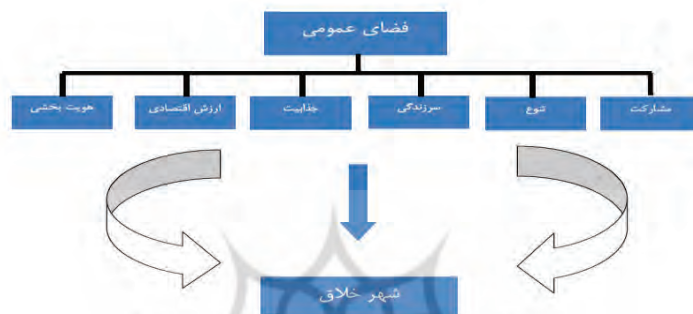 فضای عمومی
مشارکت
تنوع
سرزندگی
جذابیت
ارزش اقتصادی
هویت بخشی
شهر خلاق